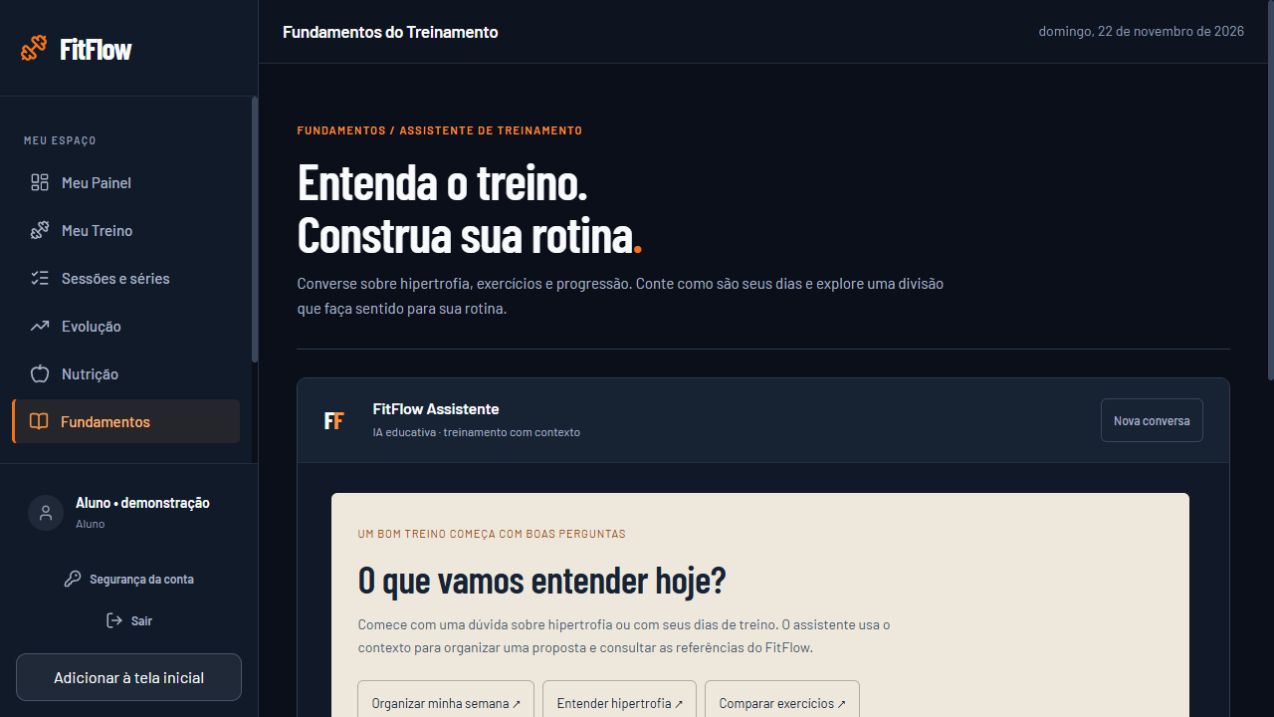 FitFlow
MEU ESPAÇO
Meu Painel
Meu Treino
Sessões e séries
Evolução
Nutrição
Fundamentos
Aluno • demonstração
Aluno
Segurança da conta
Sair
Adicionar à tela inicial
Fundamentos do Treinamento
domingo, 22 de novembro de 2026
FUNDAMENTOS / ASSISTENTE DE TREINAMENTO
Entenda o treino.
Construa sua rotina.
Converse sobre hipertrofia, exercícios e progressão. Conte como são seus dias e explore uma divisão
que faça sentido para sua rotina.
FF
FitFlow Assistente
IA educativa · treinamento com contexto
Nova conversa
UM BOM TREINO COMEÇA COM BOAS PERGUNTAS
O que vamos entender hoje?
Comece com uma dúvida sobre hipertrofia ou com seus dias de treino. O assistente usa o
contexto para organizar uma proposta e consultar as referências do FitFlow.
Organizar minha semana ↗
Entender hipertrofia ↗
Comparar exercícios ↗